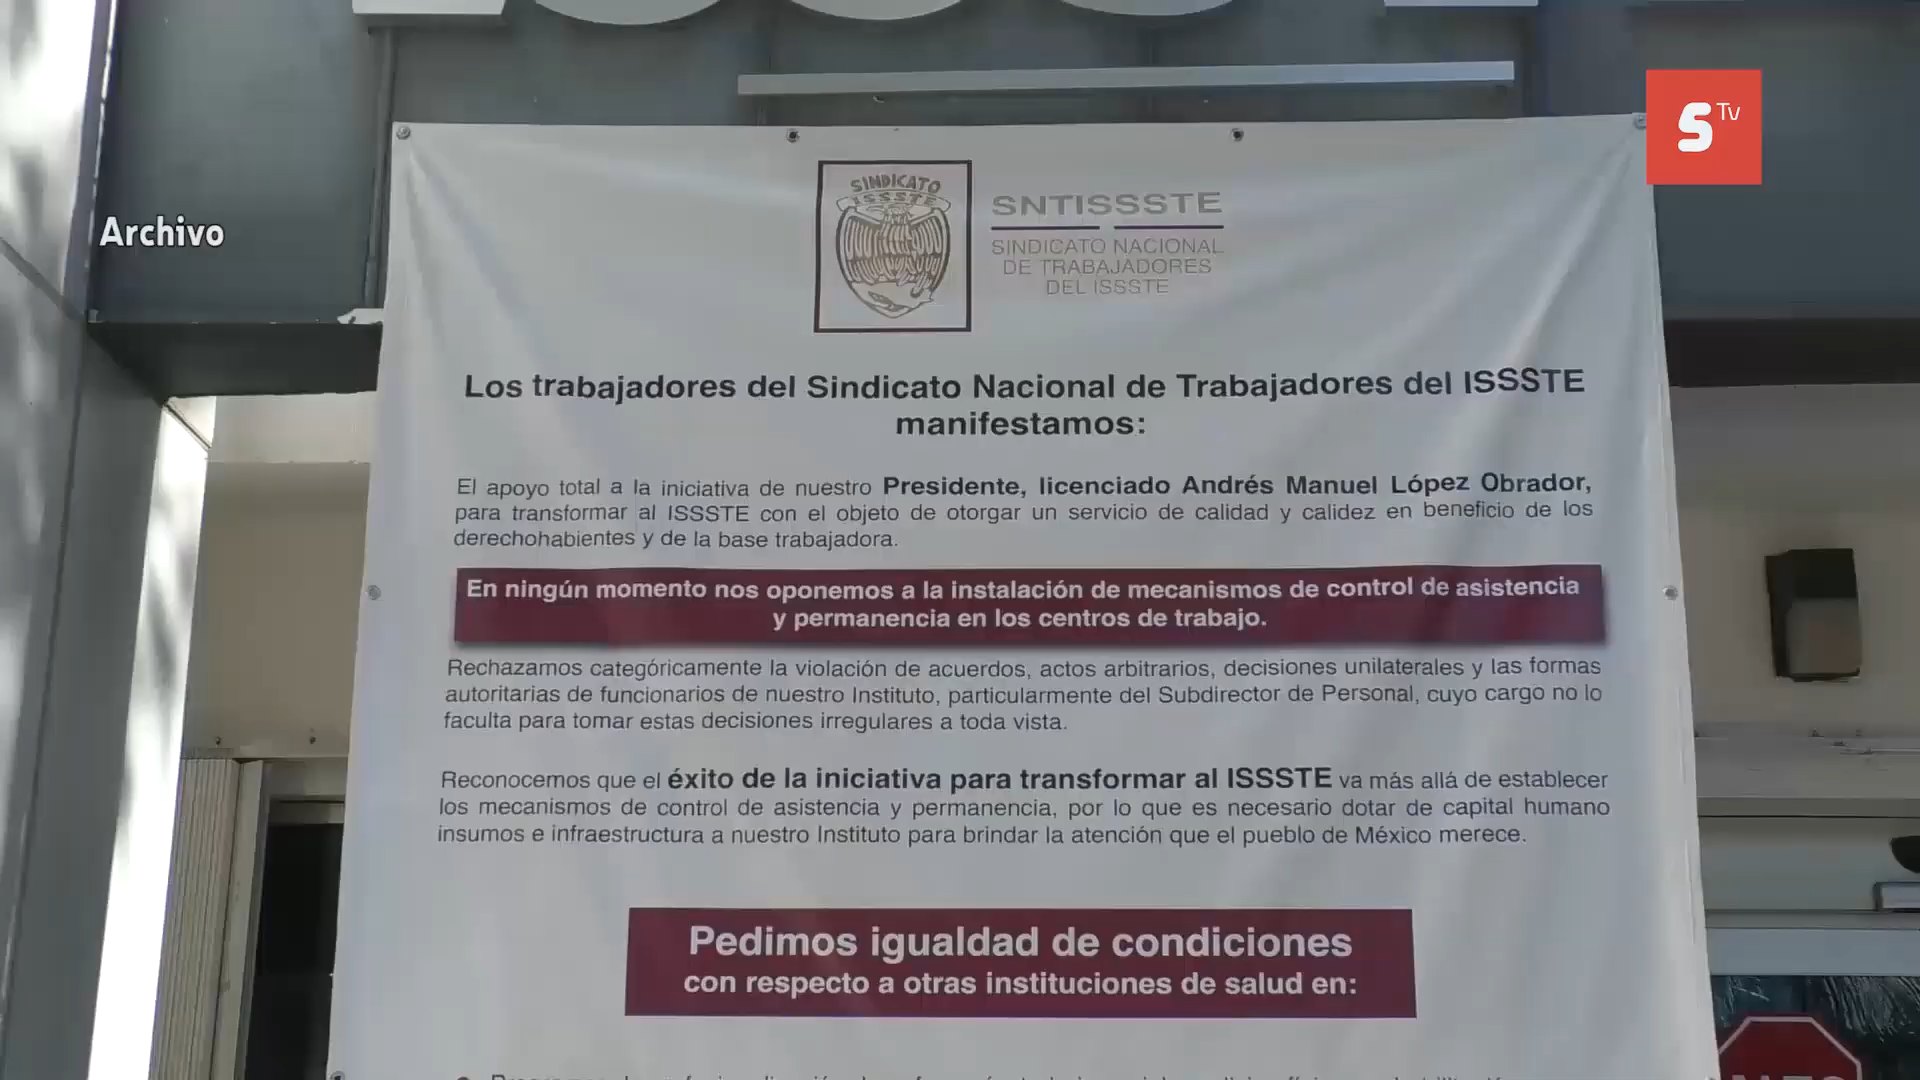 S Tv
Archivo
SINDICATO
ISSSTE
SNTISSSTE
SINDICATO NACIONAL
DE TRABAJADORES
DEL ISSSTE
Los trabajadores del Sindicato Nacional de Trabajadores del ISSSTE
manifestamos:
El apoyo total a la iniciativa de nuestro Presidente, licenciado Andrés Manuel López Obrador,
para transformar al ISSSTE con el objeto de otorgar un servicio de calidad y calidez en beneficio de los
derechohabientes y de la base trabajadora.
En ningún momento nos oponemos a la instalación de mecanismos de control de asistencia
y permanencia en los centros de trabajo.
Rechazamos categóricamente la violación de acuerdos, actos arbitrarios, decisiones unilaterales y las formas
autoritarias de funcionarios de nuestro Instituto, particularmente del Subdirector de Personal, cuyo cargo no lo
faculta para tomar estas decisiones irregulares a toda vista.
Reconocemos que el éxito de la iniciativa para transformar al ISSSTE va más allá de establecer
los mecanismos de control de asistencia y permanencia, por lo que es necesario dotar de capital humano
insumos e infraestructura a nuestro Instituto para brindar la atención que el pueblo de México merece.
Pedimos igualdad de condiciones
con respecto a otras instituciones de salud en: